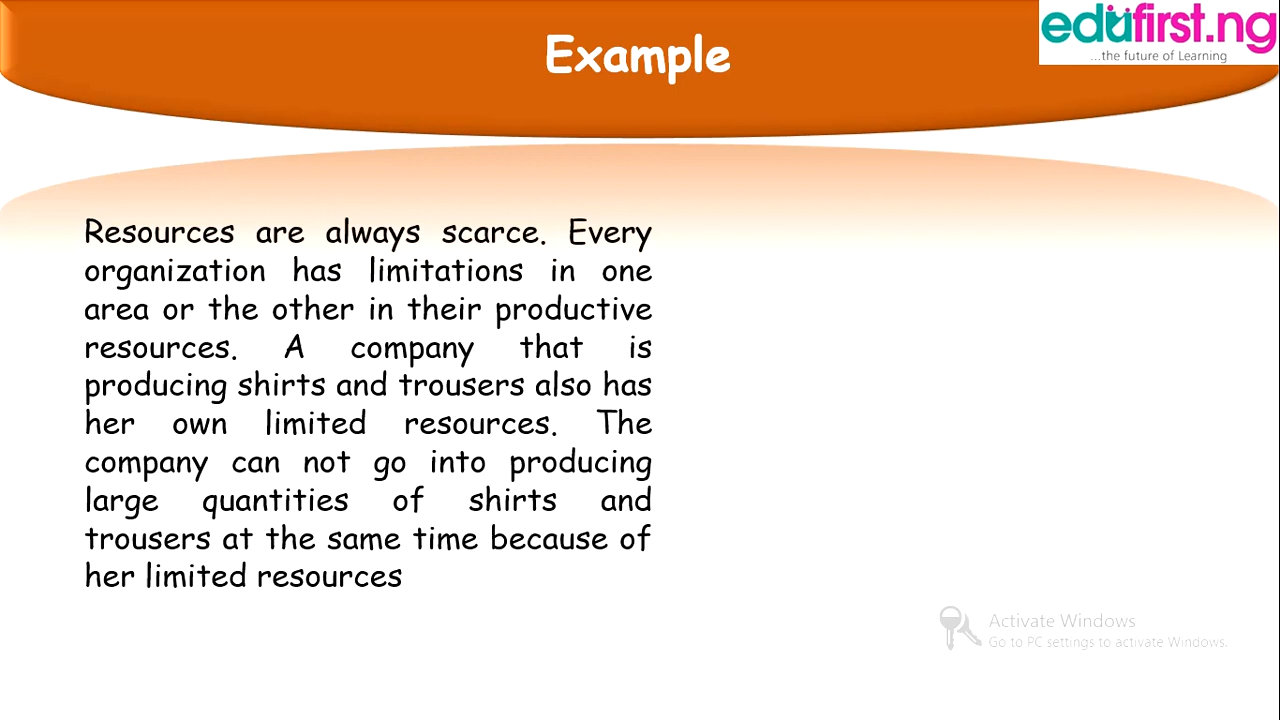 Example
edufirst.ng
...the future of Learning
Resources are always scarce. Every
organization has limitations in one
area or the other in their productive
resources. A company that is
producing shirts and trousers also has
her own limited resources. The
company can not go into producing
large quantities of shirts and
trousers at the same time because of
her limited resources
Activate Windows
Go to PC settings to activate Windows.